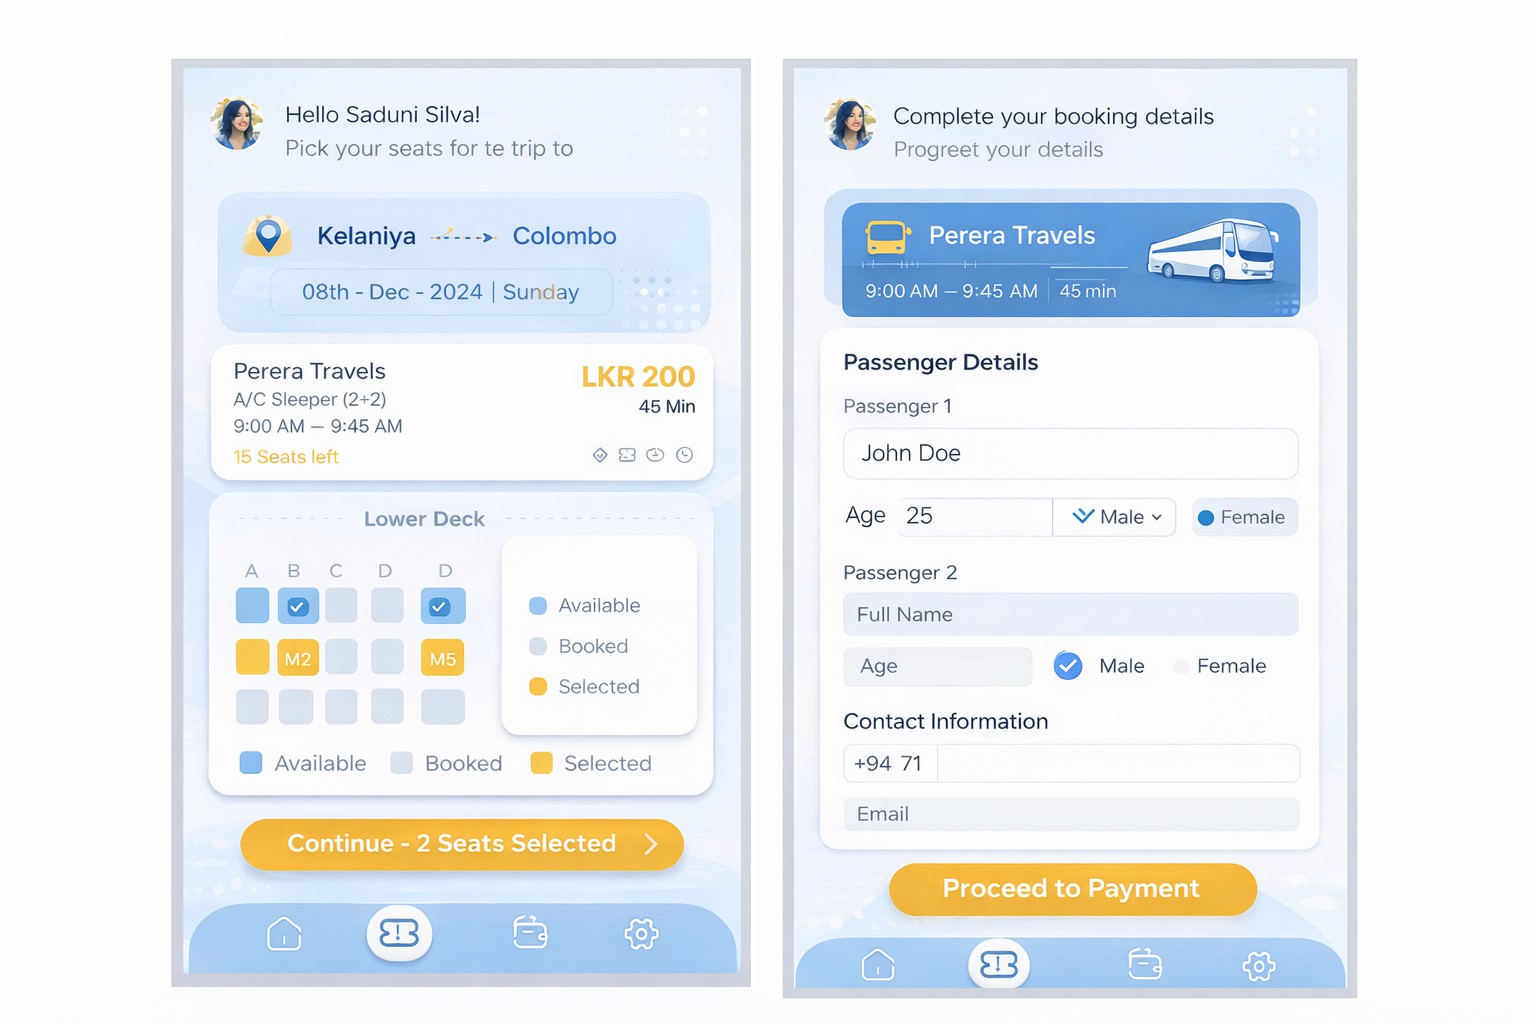 Hello Saduni Silva!
Pick your seats for te trip to
Kelaniya Colombo
08th - Dec - 2024 | Sunday
Perera Travels
LKR 200
A/C Sleeper (2+2)
45 Min
9:00 AM — 9:45 AM
15 Seats left
Lower Deck
A B C D D
M2 M5
Available
Booked
Selected
Available Booked Selected
Continue - 2 Seats Selected
Complete your booking details
Progreet your details
Perera Travels
9:00 AM — 9:45 AM | 45 min
Passenger Details
Passenger 1
John Doe
Age 25 Male Female
Passenger 2
Full Name
Age Male Female
Contact Information
+94 71
Email
Proceed to Payment